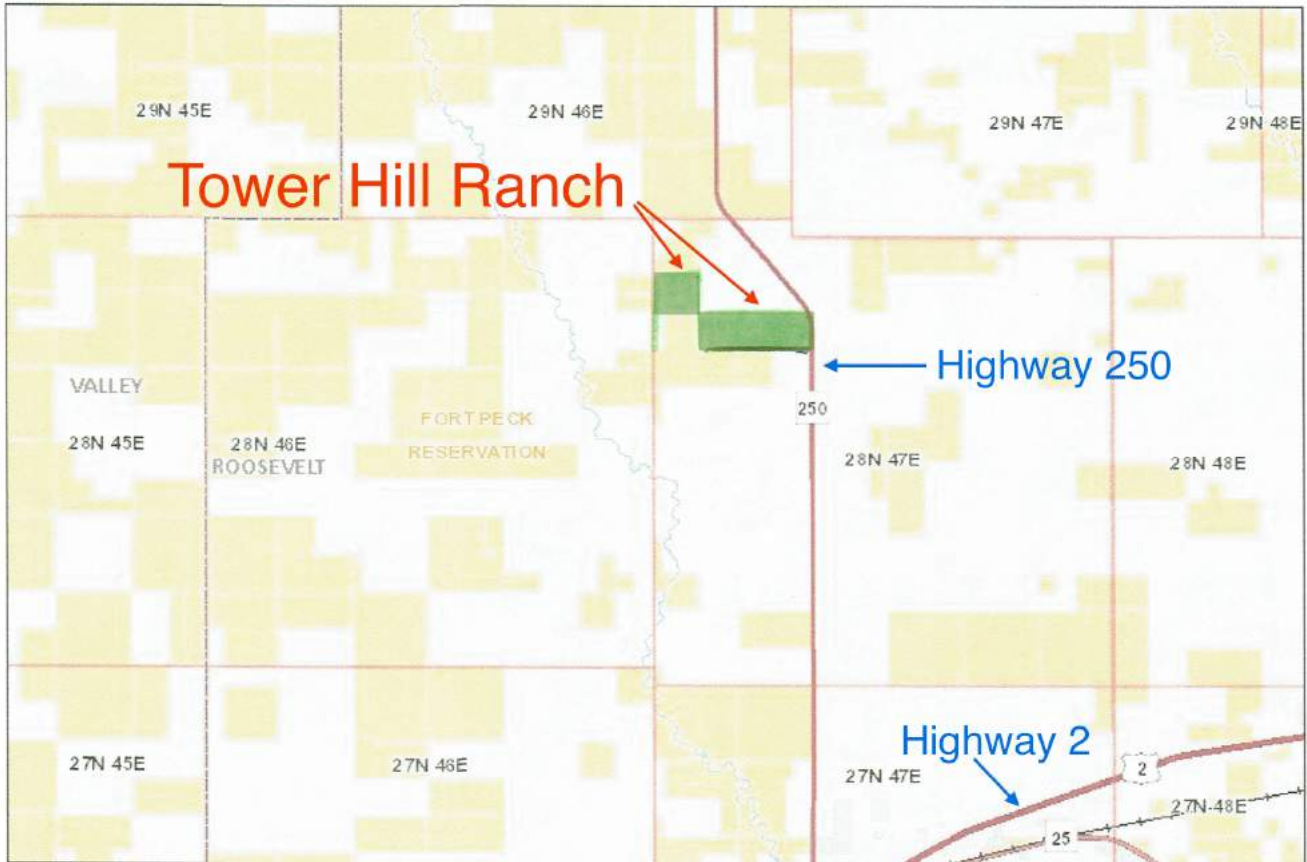 29N 45E
29N 46E
29N 47E
29N 48E
Tower Hill Ranch
Highway 250
250
VALLEY
28N 45E
28N 46E
ROOSEVELT
FORT PECK
RESERVATION
28N 47E
28N 48E
27N 45E
27N 46E
Highway 2
27N 47E
2
27N-48E
25